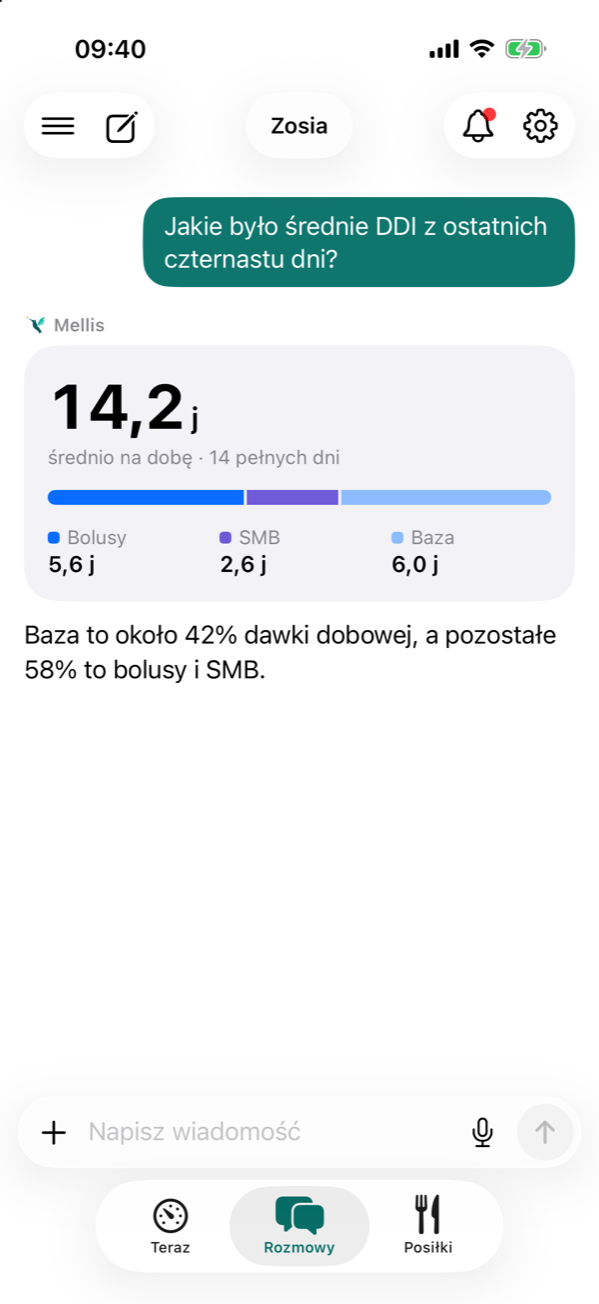 09:40
Zosia
Jakie było średnie DDI z ostatnich
czternastu dni?
Mellis
14,2 j
średnio na dobę · 14 pełnych dni
Bolusy SMB Baza
5,6 j 2,6 j 6,0 j
Baza to około 42% dawki dobowej, a pozostałe
58% to bolusy i SMB.
Napisz wiadomość
Teraz Rozmowy Posiłki